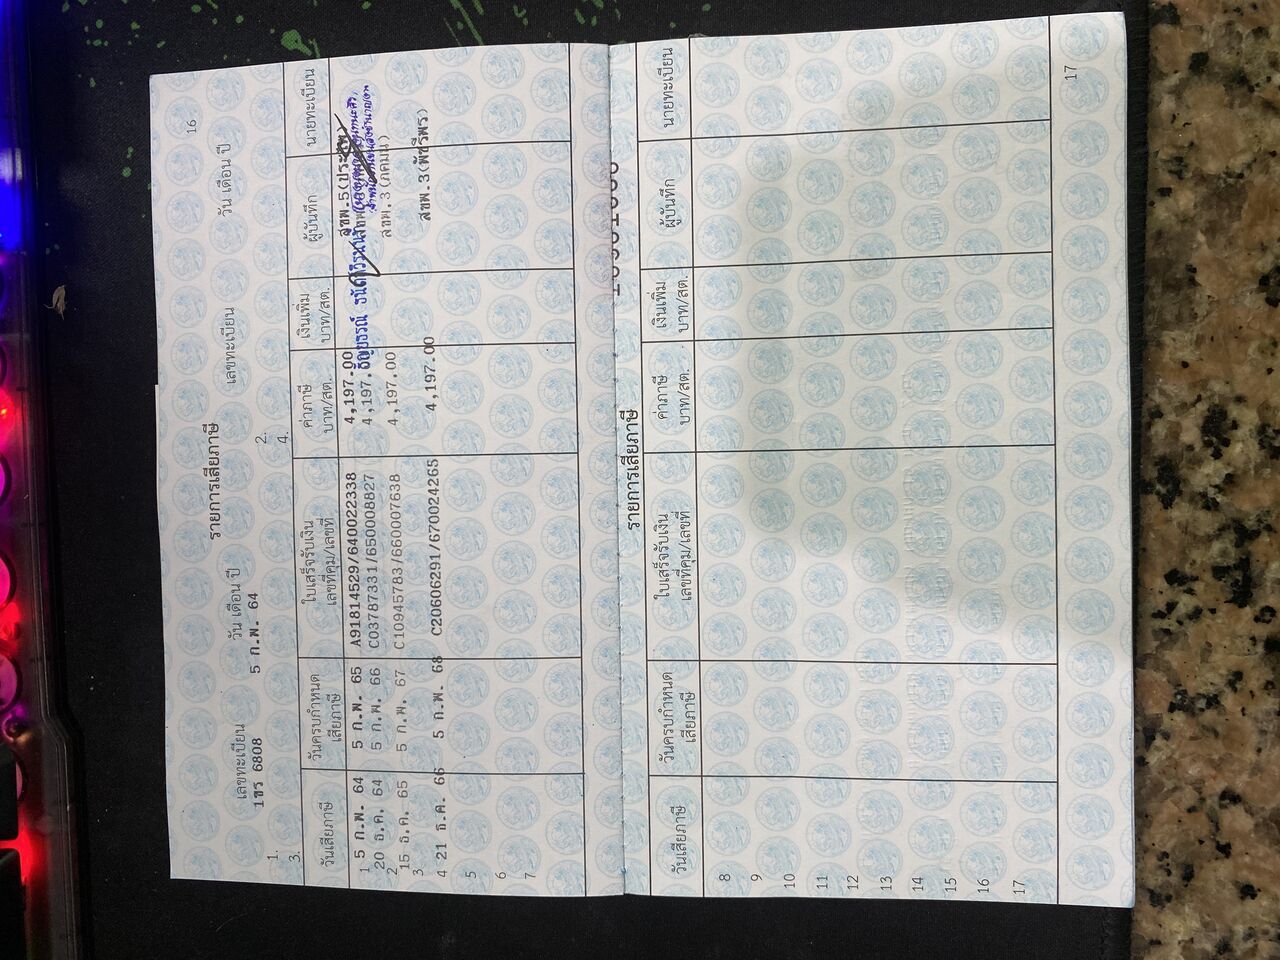 16
รายการเสียภาษี
เลขทะเบียน วัน เดือน ปี เลขทะเบียน วัน เดือน ปี
1. 1ขร 6808 5 ก.พ. 64 2.
3. 4.
วันเสียภาษี วันครบกำหนดเสียภาษี ใบเสร็จรับเงิน เลขที่คุม/เลขที่ ค่าภาษี บาท/สต. เงินเพิ่ม บาท/สต. ผู้บันทึก นายทะเบียน
1 5 ก.พ. 64 5 ก.พ. 65 A91814529/640022338 4,197.00 สขพ.5
20 ธ.ค. 64 5 ก.พ. 66 C03787331/650008827 4,197. ธัญยธรณ์
2 15 ธ.ค. 65 5 ก.พ. 67 C10945783/660007638 4,197.00 สขพ.3(ภคมน)
3
4 21 ธ.ค. 66 5 ก.พ. 68 C20606291/670024265 4,197.00 สขพ.3(พัชรีพร)
5
6
7
รายการเสียภาษี
วันเสียภาษี วันครบกำหนดเสียภาษี ใบเสร็จรับเงิน เลขที่คุม/เลขที่ ค่าภาษี บาท/สต. เงินเพิ่ม บาท/สต. ผู้บันทึก นายทะเบียน
8
9
10
11
12
13
14
15
16
17
17